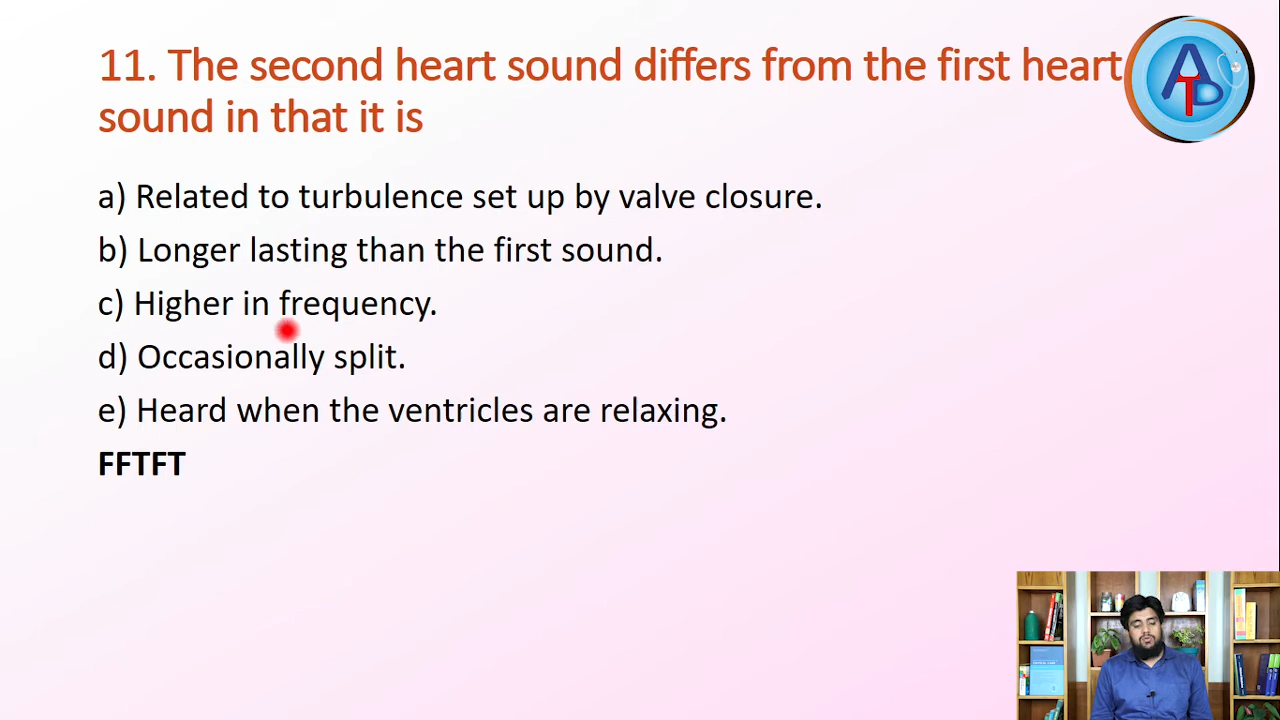 11. The second heart sound differs from the first heart
sound in that it is
ATD
a) Related to turbulence set up by valve closure.
b) Longer lasting than the first sound.
c) Higher in frequency.
d) Occasionally split.
e) Heard when the ventricles are relaxing.
FFTFT